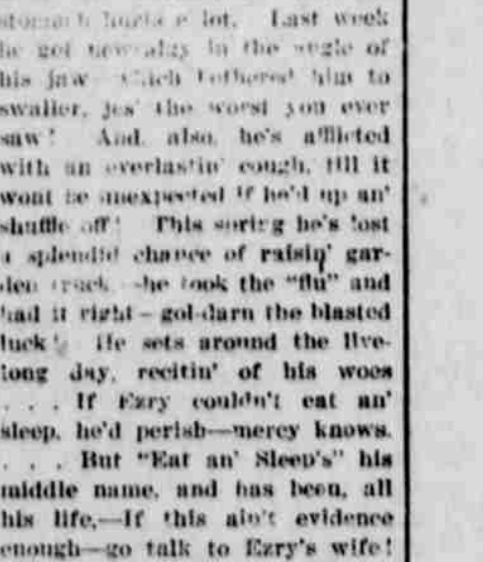 stomach hurts a lot. Last week
he got new-algy in the angle of
his jaw—which bothered him to
swaller, jes' the worst you ever
saw! And, also, he's afflicted
with an everlastin' cough, till it
wont be unexpected if he'd up an'
shuffle off! This spring he's lost
a splendid chance of raisin' gar-
den truck,—he took the "flu" and
had it right—gol-darn the blasted
luck! He sets around the live-
long day, recitin' of his woes
. . . If Ezry couldn't eat an'
sleep, he'd perish—mercy knows.
. . . But "Eat an' Sleep's" his
middle name, and has been, all
his life,—If this ain't evidence
enough—go talk to Ezry's wife!